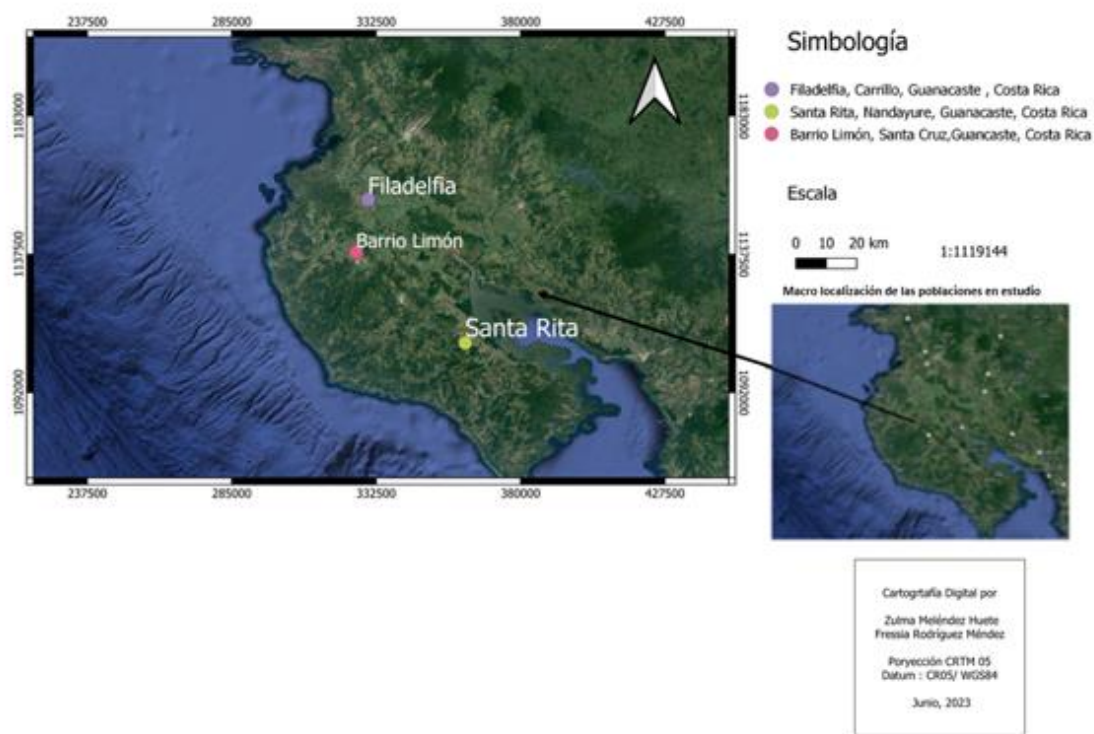 237500 285000 332500 380000 427500
1183000
1183000
Filadelfia
Barrio Limón
1137500
1137500
Santa Rita
1092000
1092000
237500 285000 332500 380000 427500
Simbología
Filadelfia, Carrillo, Guanacaste , Costa Rica
Santa Rita, Nandayure, Guanacaste, Costa Rica
Barrio Limón, Santa Cruz,Guancaste, Costa Rica
Escala
0 10 20 km
1:1119144
Macro localización de las poblaciones en estudio
Cartogrtafía Digital por
Zulma Meléndez Huete
Fressia Rodríguez Méndez
Poryección CRTM 05
Datum : CR05/ WGS84
Junio, 2023